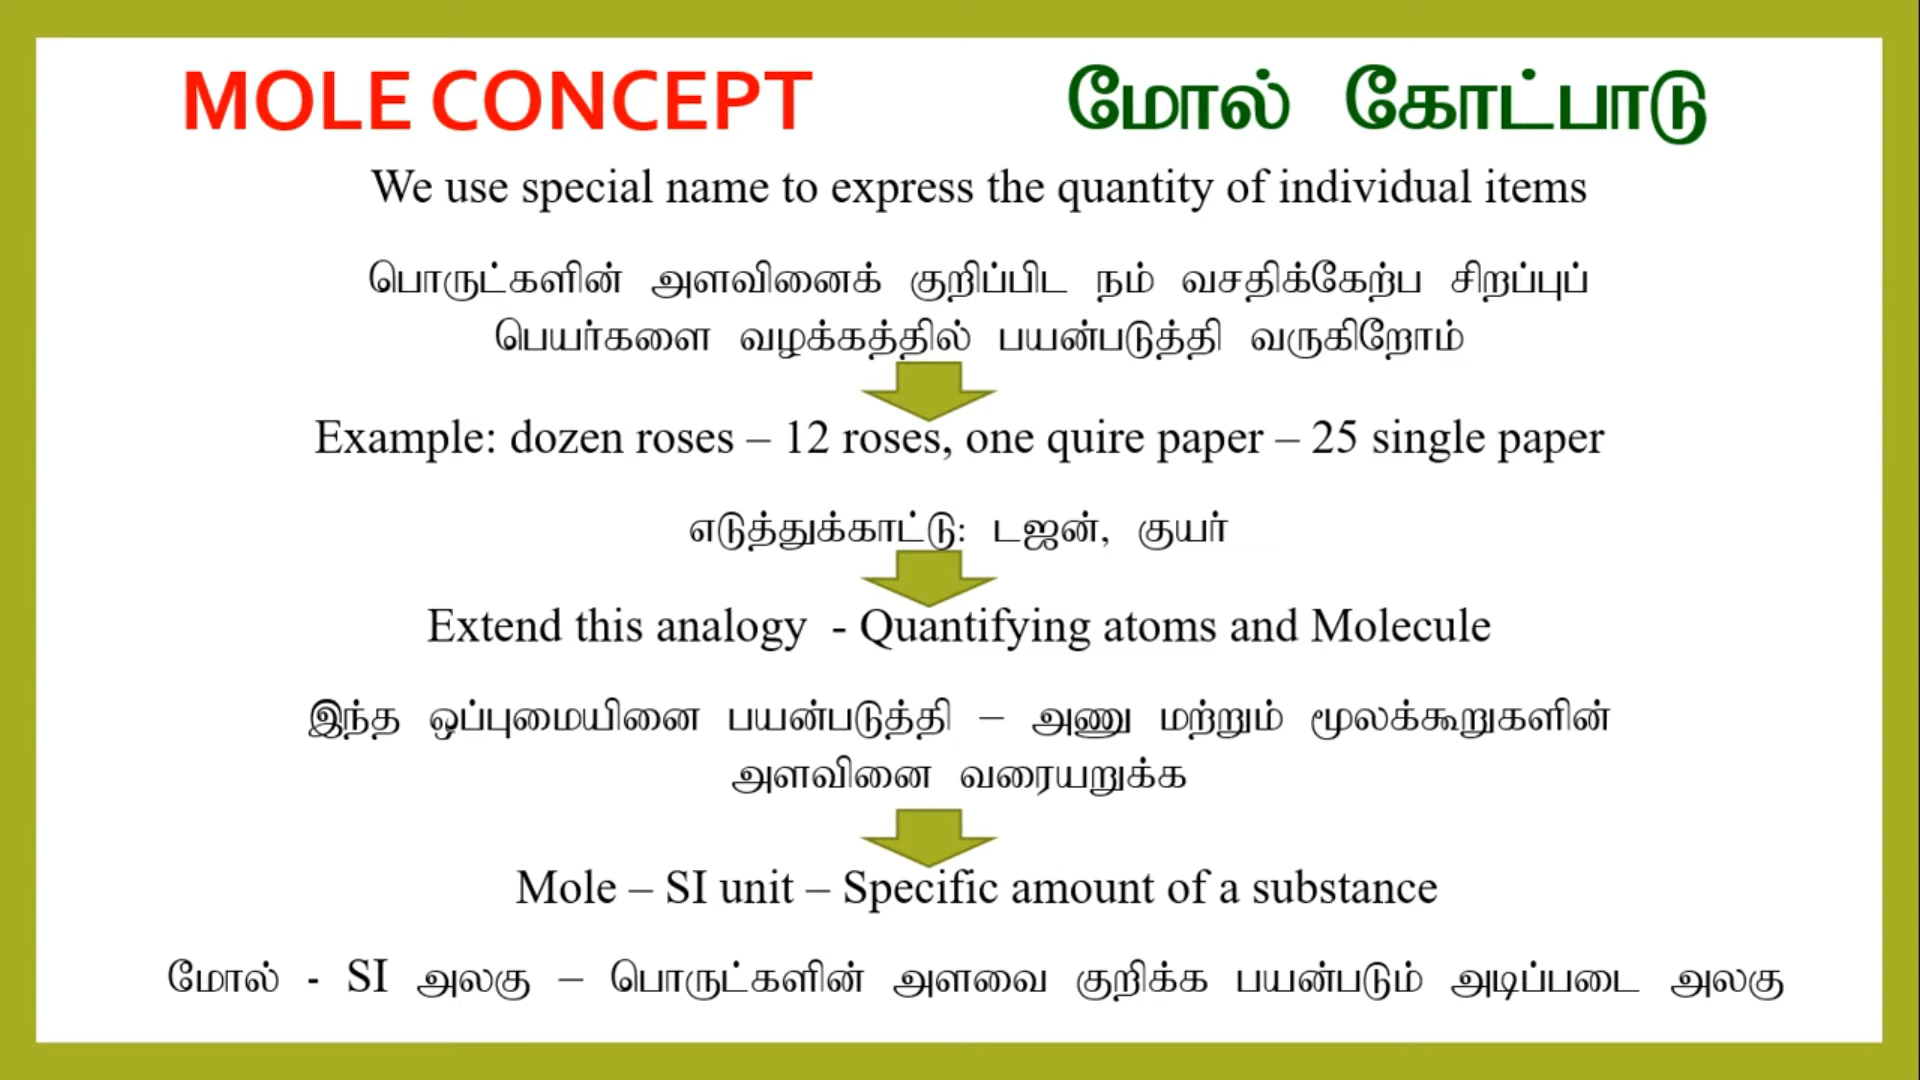 MOLE CONCEPT மோல் கோட்பாடு
We use special name to express the quantity of individual items
பொருட்களின் அளவினைக் குறிப்பிட நம் வசதிக்கேற்ப சிறப்புப்
பெயர்களை வழக்கத்தில் பயன்படுத்தி வருகிறோம்
Example: dozen roses – 12 roses, one quire paper – 25 single paper
எடுத்துக்காட்டு: டஜன், குயர்
Extend this analogy - Quantifying atoms and Molecule
இந்த ஒப்புமையினை பயன்படுத்தி – அணு மற்றும் மூலக்கூறுகளின்
அளவினை வரையறுக்க
Mole – SI unit – Specific amount of a substance
மோல் - SI அலகு – பொருட்களின் அளவை குறிக்க பயன்படும் அடிப்படை அலகு